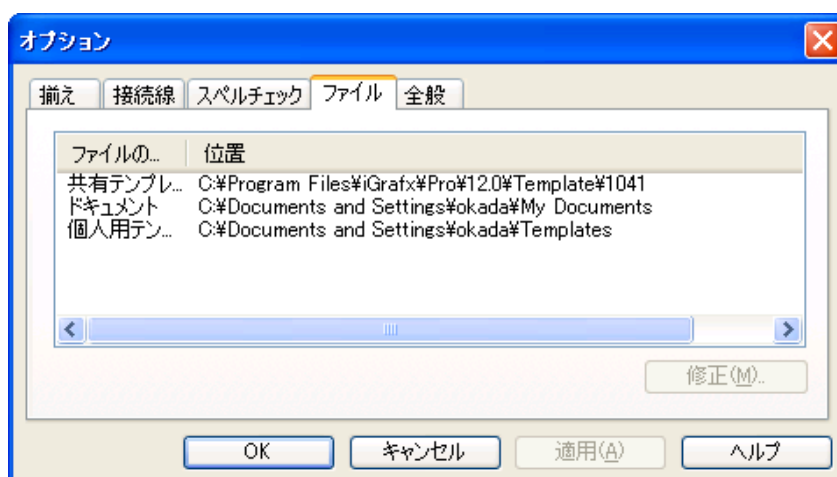 オプション
揃え 接続線 スペルチェック ファイル 全般
ファイルの... 位置
共有テンプレ... C:¥Program Files¥iGrafx¥Pro¥12.0¥Template¥1041
ドキュメント C:¥Documents and Settings¥okada¥My Documents
個人用テン... C:¥Documents and Settings¥okada¥Templates
修正(M)..
OK キャンセル 適用(A) ヘルプ